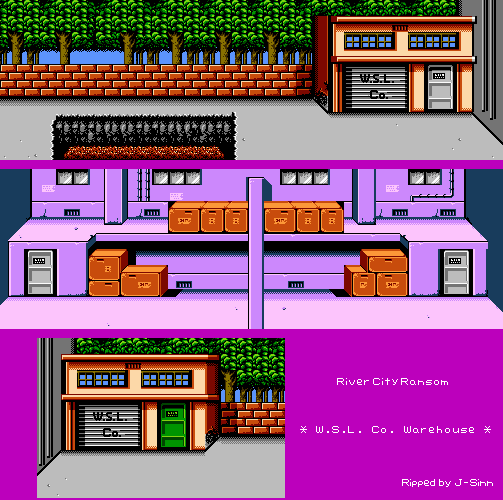 W.S.L.
Co.
W.S.L.
Co.
River City Ransom
* W.S.L. Co. Warehouse *
Ripped by J-Sinn